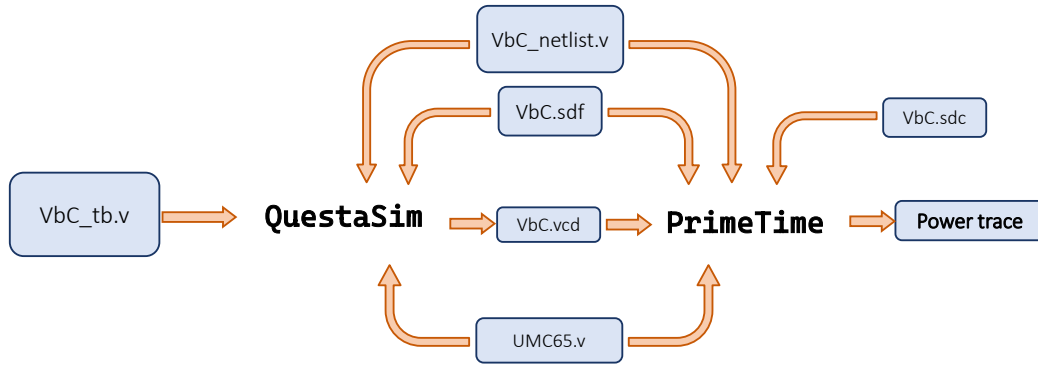 VbC_netlist.v
VbC.sdf
VbC.sdc
VbC_tb.v
QuestaSim
VbC.vcd
PrimeTime
Power trace
UMC65.v